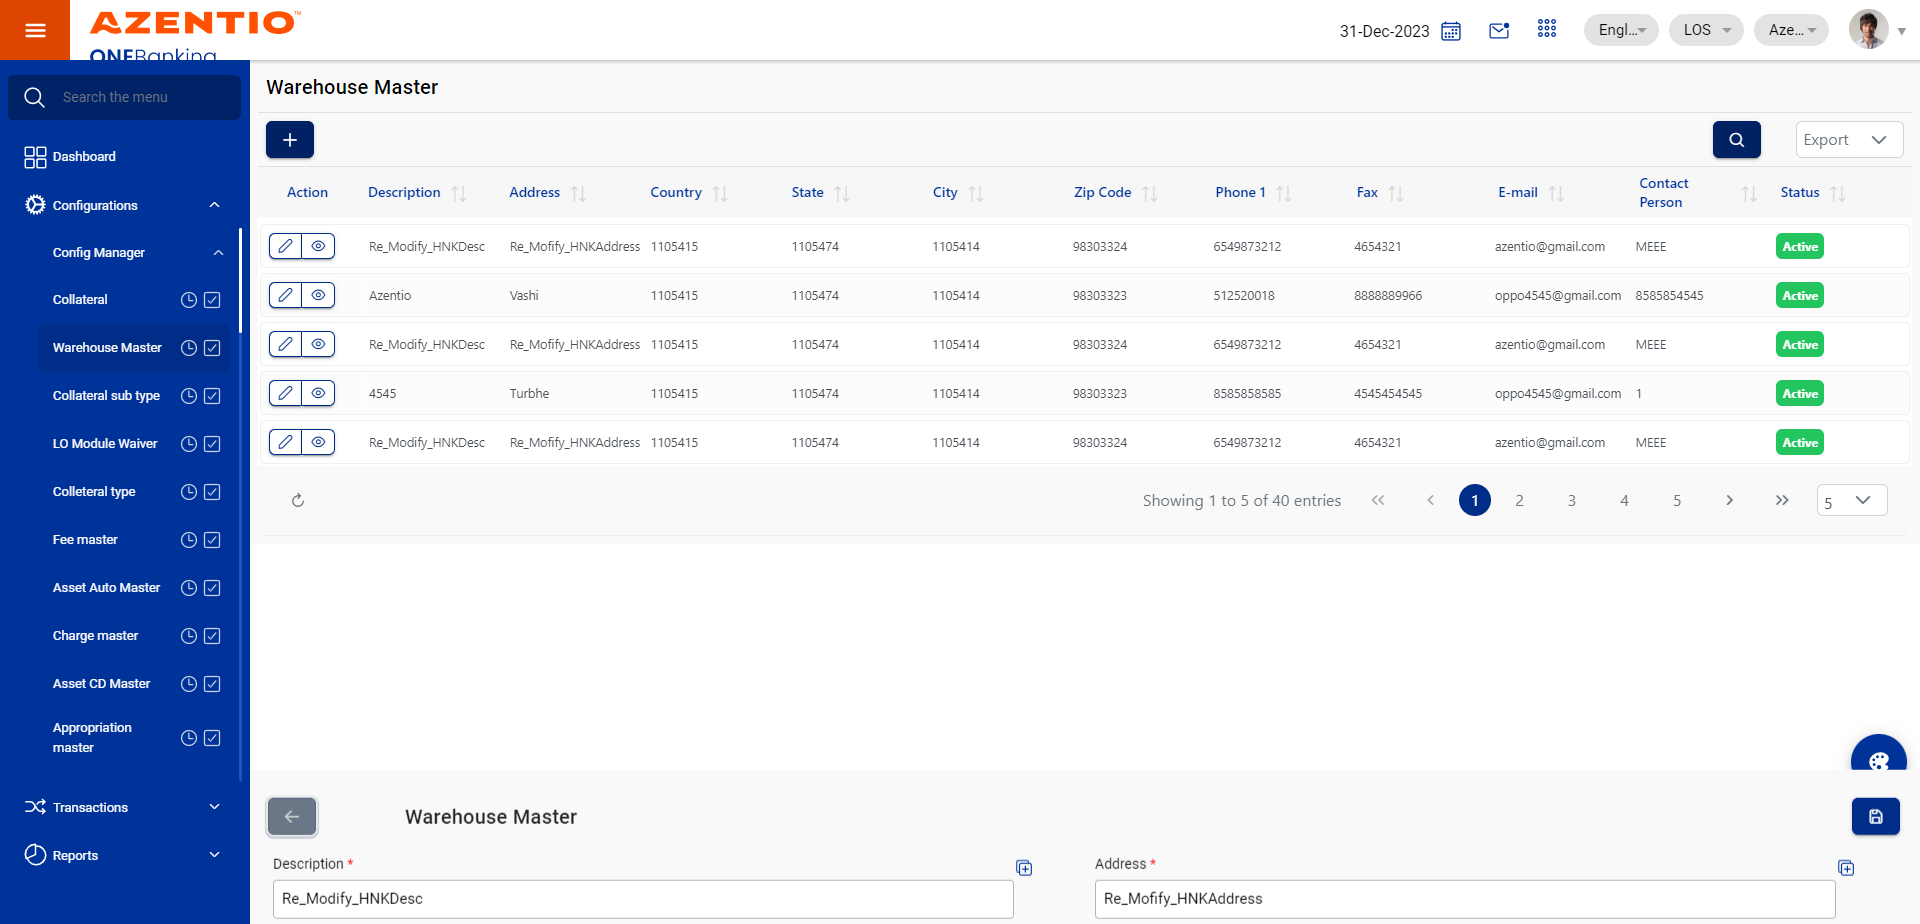 AZENTIO™
ONEBanking
31-Dec-2023
Engl...
LOS
Aze...
Search the menu
Dashboard
Configurations
Config Manager
Collateral
Warehouse Master
Collateral sub type
LO Module Waiver
Colleteral type
Fee master
Asset Auto Master
Charge master
Asset CD Master
Appropriation
master
Transactions
Reports
Warehouse Master
Export
Action Description Address Country State City Zip Code Phone 1 Fax E-mail Contact Person Status
Re_Modify_HNKDesc Re_Mofify_HNKAddress 1105415 1105474 1105414 98303324 6549873212 4654321 azentio@gmail.com MEEE Active
Azentio Vashi 1105415 1105474 1105414 98303323 512520018 8888889966 oppo4545@gmail.com 8585854545 Active
Re_Modify_HNKDesc Re_Mofify_HNKAddress 1105415 1105474 1105414 98303324 6549873212 4654321 azentio@gmail.com MEEE Active
4545 Turbhe 1105415 1105474 1105414 98303323 8585858585 4545454545 oppo4545@gmail.com 1 Active
Re_Modify_HNKDesc Re_Mofify_HNKAddress 1105415 1105474 1105414 98303324 6549873212 4654321 azentio@gmail.com MEEE Active
Showing 1 to 5 of 40 entries << < 1 2 3 4 5 > >> 5
Warehouse Master
Description * Address *
Re_Modify_HNKDesc Re_Mofify_HNKAddress